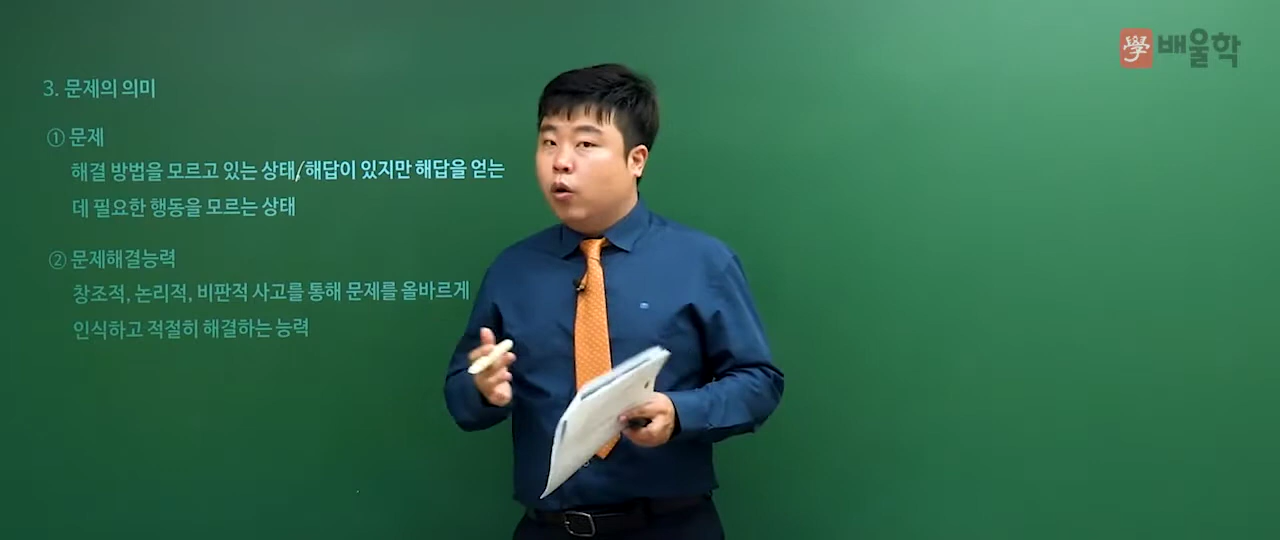 學 배울학
3. 문제의 의미
① 문제
해결 방법을 모르고 있는 상태/해답이 있지만 해답을 얻는
데 필요한 행동을 모르는 상태
② 문제해결능력
창조적, 논리적, 비판적 사고를 통해 문제를 올바르게
인식하고 적절히 해결하는 능력